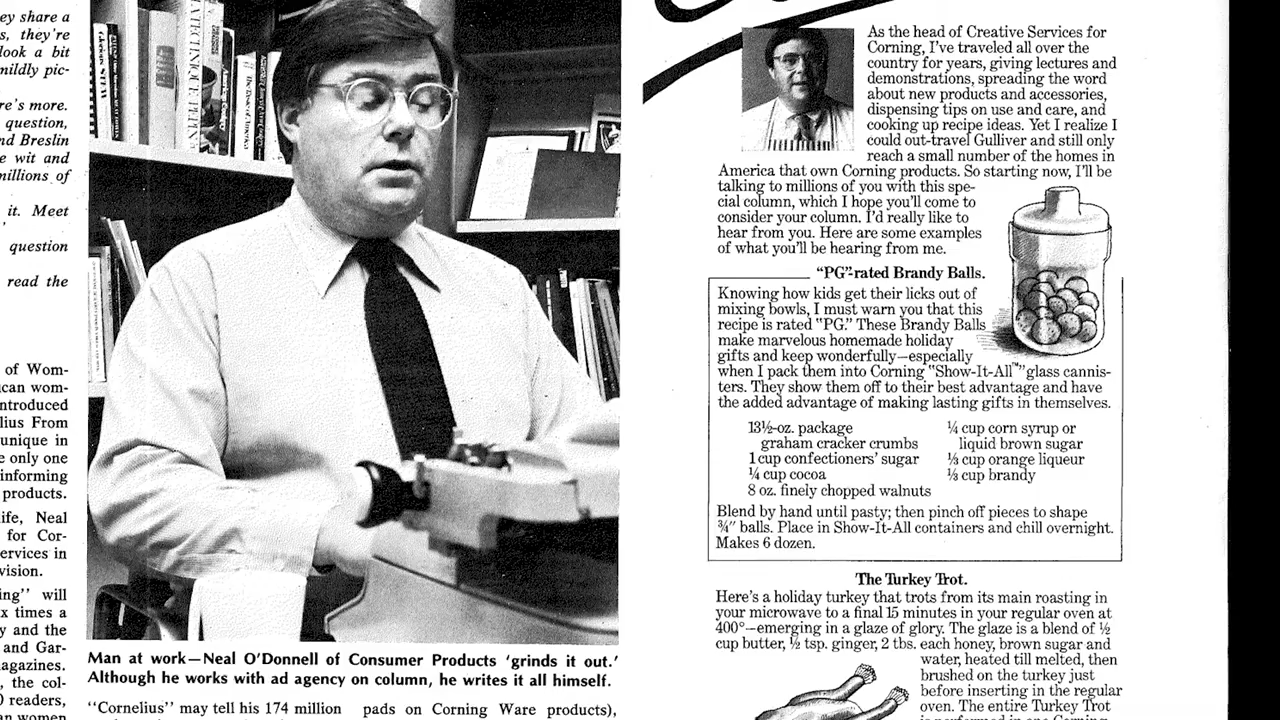 ey share a
s, they're
look a bit
mildly pic-
re's more.
question,
nd Breslin
e wit and
millions of
it. Meet
question
read the
of Wom-
ican wom-
ntroduced
lius From
unique in
e only one
informing
products.
ife, Neal
for Cor-
ervices in
vision.
ing" will
x times a
y and the
and Gar-
agazines.
, the col-
0 readers,
an women
Man at work—Neal O'Donnell of Consumer Products 'grinds it out.'
Although he works with ad agency on column, he writes it all himself.
"Cornelius" may tell his 174 million
pads on Corning Ware products),
As the head of Creative Services for
Corning, I've traveled all over the
country for years, giving lectures and
demonstrations, spreading the word
about new products and accessories,
dispensing tips on use and care, and
cooking up recipe ideas. Yet I realize I
could out-travel Gulliver and still only
reach a small number of the homes in
America that own Corning products. So starting now, I'll be
talking to millions of you with this spe-
cial column, which I hope you'll come to
consider your column. I'd really like to
hear from you. Here are some examples
of what you'll be hearing from me.
"PG"-rated Brandy Balls.
Knowing how kids get their licks out of
mixing bowls, I must warn you that this
recipe is rated "PG." These Brandy Balls
make marvelous homemade holiday
gifts and keep wonderfully—especially
when I pack them into Corning "Show-It-All™" glass cannis-
ters. They show them off to their best advantage and have
the added advantage of making lasting gifts in themselves.
13½-oz. package
graham cracker crumbs
1 cup confectioners' sugar
¼ cup cocoa
8 oz. finely chopped walnuts
¼ cup corn syrup or
liquid brown sugar
⅓ cup orange liqueur
⅓ cup brandy
Blend by hand until pasty; then pinch off pieces to shape
¾" balls. Place in Show-It-All containers and chill overnight.
Makes 6 dozen.
The Turkey Trot.
Here's a holiday turkey that trots from its main roasting in
your microwave to a final 15 minutes in your regular oven at
400°—emerging in a glaze of glory. The glaze is a blend of ½
cup butter, ½ tsp. ginger, 2 tbs. each honey, brown sugar and
water, heated till melted, then
brushed on the turkey just
before inserting in the regular
oven. The entire Turkey Trot